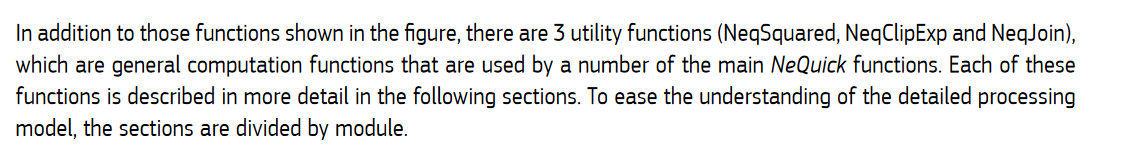 In addition to those functions shown in the figure, there are 3 utility functions (NeqSquared, NeqClipExp and NeqJoin),
which are general computation functions that are used by a number of the main NeQuick functions. Each of these
functions is described in more detail in the following sections. To ease the understanding of the detailed processing
model, the sections are divided by module.